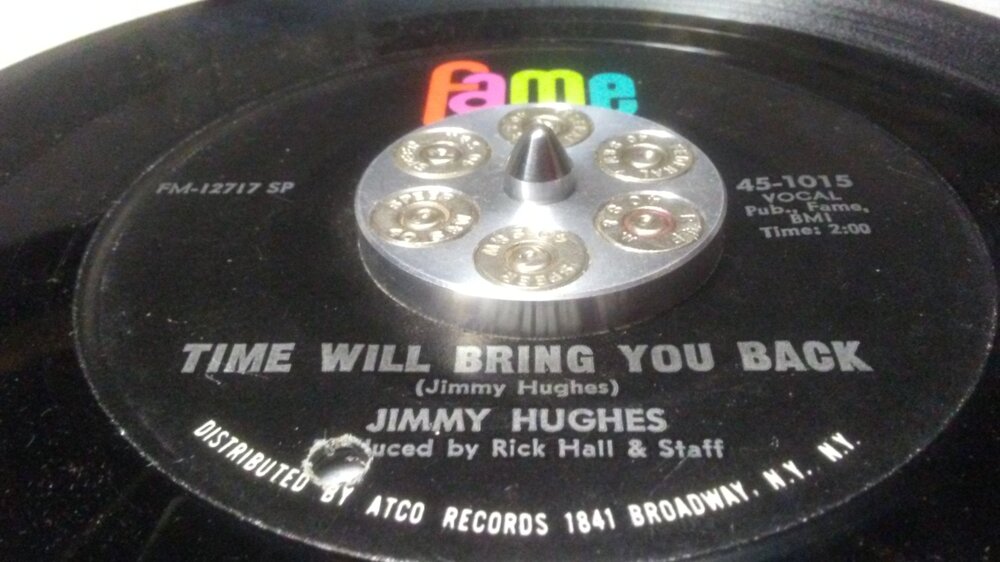 fame
FM-12717 SP
45-1015
VOCAL
Pub., Fame,
BMI
Time: 2:00
TIME WILL BRING YOU BACK
(Jimmy Hughes)
JIMMY HUGHES
by Rick Hall & Staff
DISTRIBUTED BY ATCO RECORDS 1841 BROADWAY, N.Y. N.Y.